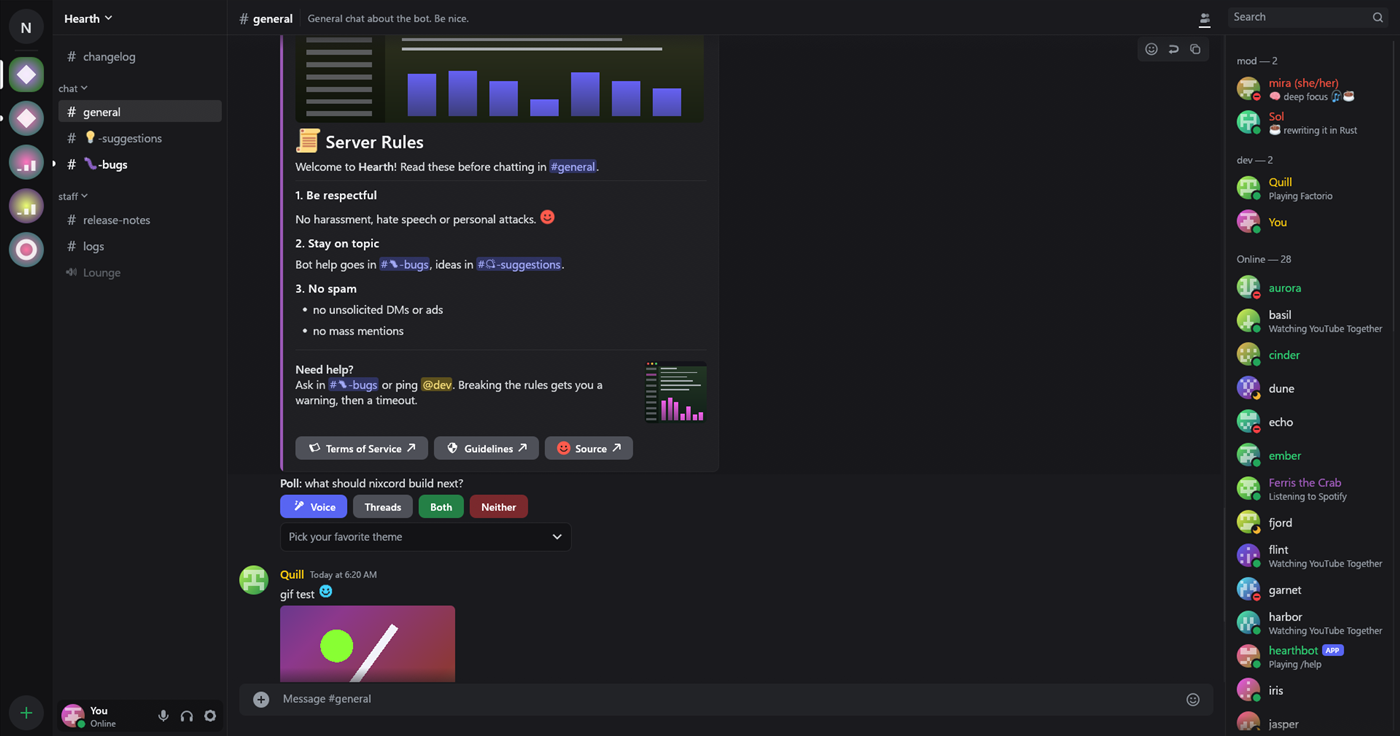 N
Hearth
# changelog
chat
# general
# 💡-suggestions
# 🐛-bugs
staff
# release-notes
# logs
Lounge
You
Online
# general
General chat about the bot. Be nice.
📜 Server Rules
Welcome to Hearth! Read these before chatting in #general.
1. Be respectful
No harassment, hate speech or personal attacks.
2. Stay on topic
Bot help goes in #🐛-bugs, ideas in #💡-suggestions.
3. No spam
• no unsolicited DMs or ads
• no mass mentions
Need help?
Ask in #🐛-bugs or ping @dev. Breaking the rules gets you a
warning, then a timeout.
Terms of Service
Guidelines
Source
Poll: what should nixcord build next?
Voice
Threads
Both
Neither
Pick your favorite theme
Quill Today at 6:20 AM
gif test
Message #general
Search
mod — 2
mira (she/her)
🧠 deep focus 🎵☕
Sol
☕ rewriting it in Rust
dev — 2
Quill
Playing Factorio
You
Online — 28
aurora
basil
Watching YouTube Together
cinder
dune
echo
ember
Ferris the Crab
Listening to Spotify
fjord
flint
Watching YouTube Together
garnet
harbor
Watching YouTube Together
hearthbot APP
Playing /help
iris
jasper